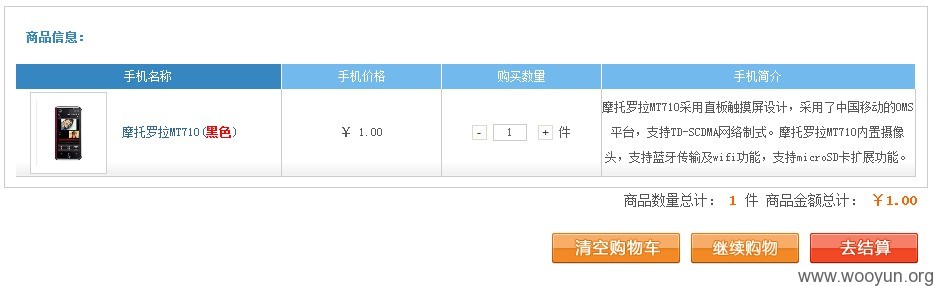 商品信息:
手机名称 手机价格 购买数量 手机简介
摩托罗拉MT710采用直板触摸屏设计，采用了中国移动的OMS
摩托罗拉MT710(黑色) ￥ 1.00 - 1 + 件 平台，支持TD-SCDMA网络制式。摩托罗拉MT710内置摄像
头，支持蓝牙传输及wifi功能，支持microSD卡扩展功能。
商品数量总计： 1 件 商品金额总计： ￥1.00
清空购物车 继续购物 去结算
www.wooyun.org